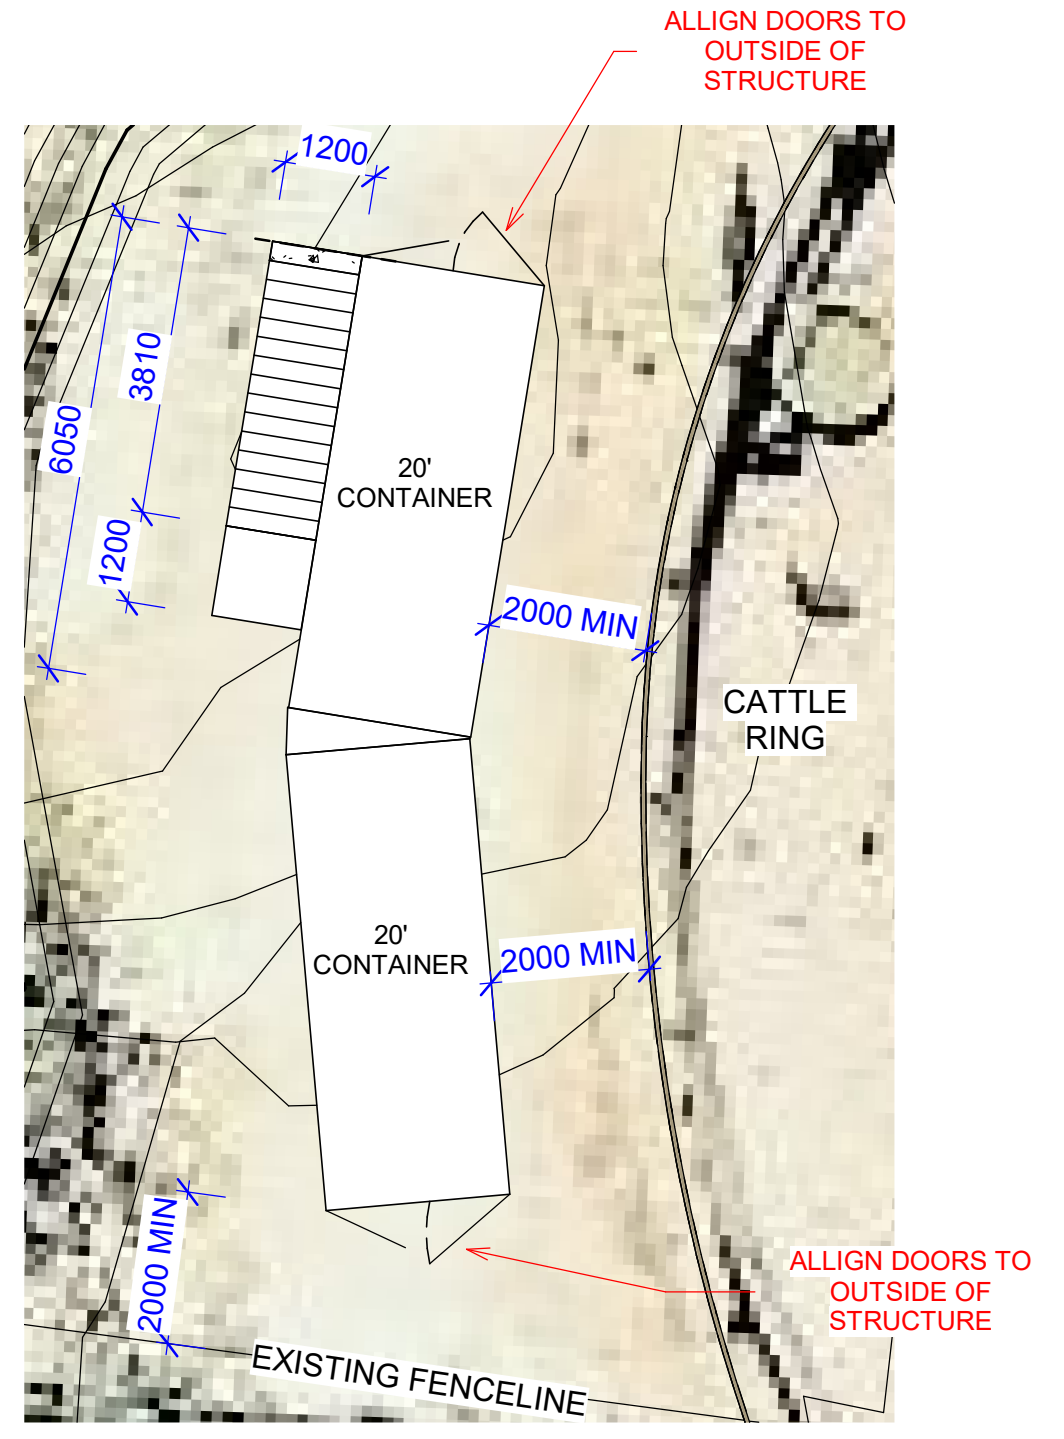 ALLIGN DOORS TO
OUTSIDE OF
STRUCTURE
1200
3810
6050
1200
20'
CONTAINER
2000 MIN
CATTLE
RING
20'
CONTAINER
2000 MIN
2000 MIN
ALLIGN DOORS TO
OUTSIDE OF
STRUCTURE
EXISTING FENCELINE